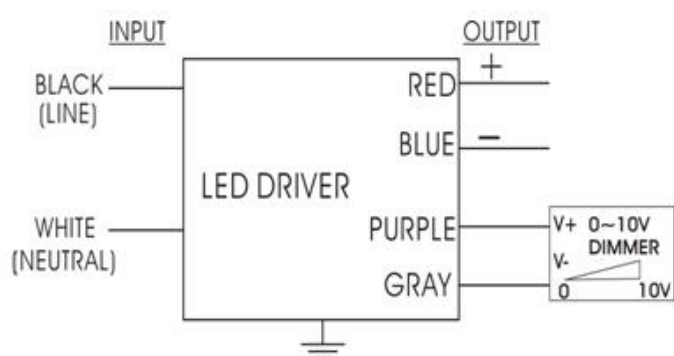 INPUT
OUTPUT
BLACK
(LINE)
RED
+
BLUE
−
LED DRIVER
WHITE
(NEUTRAL)
PURPLE
GRAY
V+ 0~10V
DIMMER
V-
0 10V